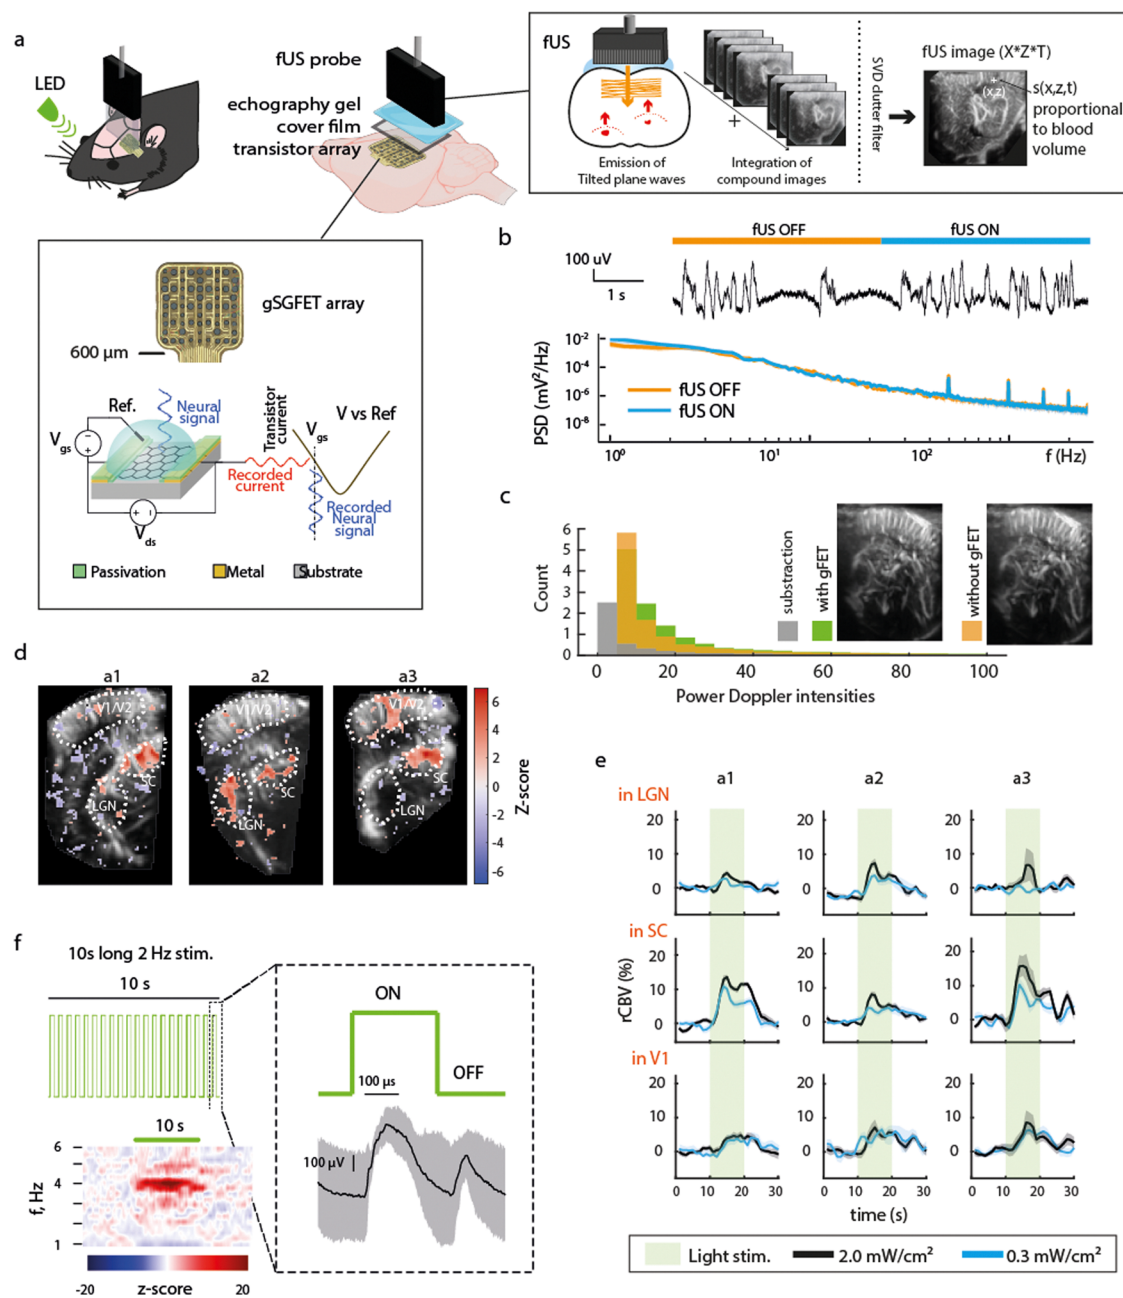 a
LED
fUS probe
echography gel
cover film
transistor array
fUS
Emission of
Tilted plane waves
+
Integration of
compound images
SVD clutter filter
fUS image (X*Z*T)
(x,z)
s(x,z,t)
proportional
to blood
volume
gSGFET array
600 µm
Ref.
Neural
signal
Vgs
Vds
Transistor
current
Recorded
current
Vgs
V vs Ref
Recorded
Neural
signal
Passivation
Metal
Substrate
b
fUS OFF
fUS ON
100 uV
1 s
PSD (mV²/Hz)
10⁻²
10⁻⁴
10⁻⁶
10⁻⁸
fUS OFF
fUS ON
10⁰
10¹
10²
f (Hz)
c
Count
6
5
4
3
2
1
0
0
20
40
60
80
100
Power Doppler intensities
substraction
with gFET
without gFET
d
a1
a2
a3
V1/V2
SC
LGN
V1/V2
SC
LGN
V1/V2
SC
LGN
6
4
2
0
-2
-4
-6
Z-score
e
a1
a2
a3
in LGN
20
10
0
20
10
0
20
10
0
in SC
rCBV (%)
20
10
0
20
10
0
20
10
0
in V1
20
10
0
20
10
0
20
10
0
0
10
20
30
0
10
20
30
0
10
20
30
time (s)
Light stim.
2.0 mW/cm²
0.3 mW/cm²
f
10s long 2 Hz stim.
10 s
ON
OFF
100 µs
100 µV
10 s
f, Hz
6
4
1
-20
z-score
20